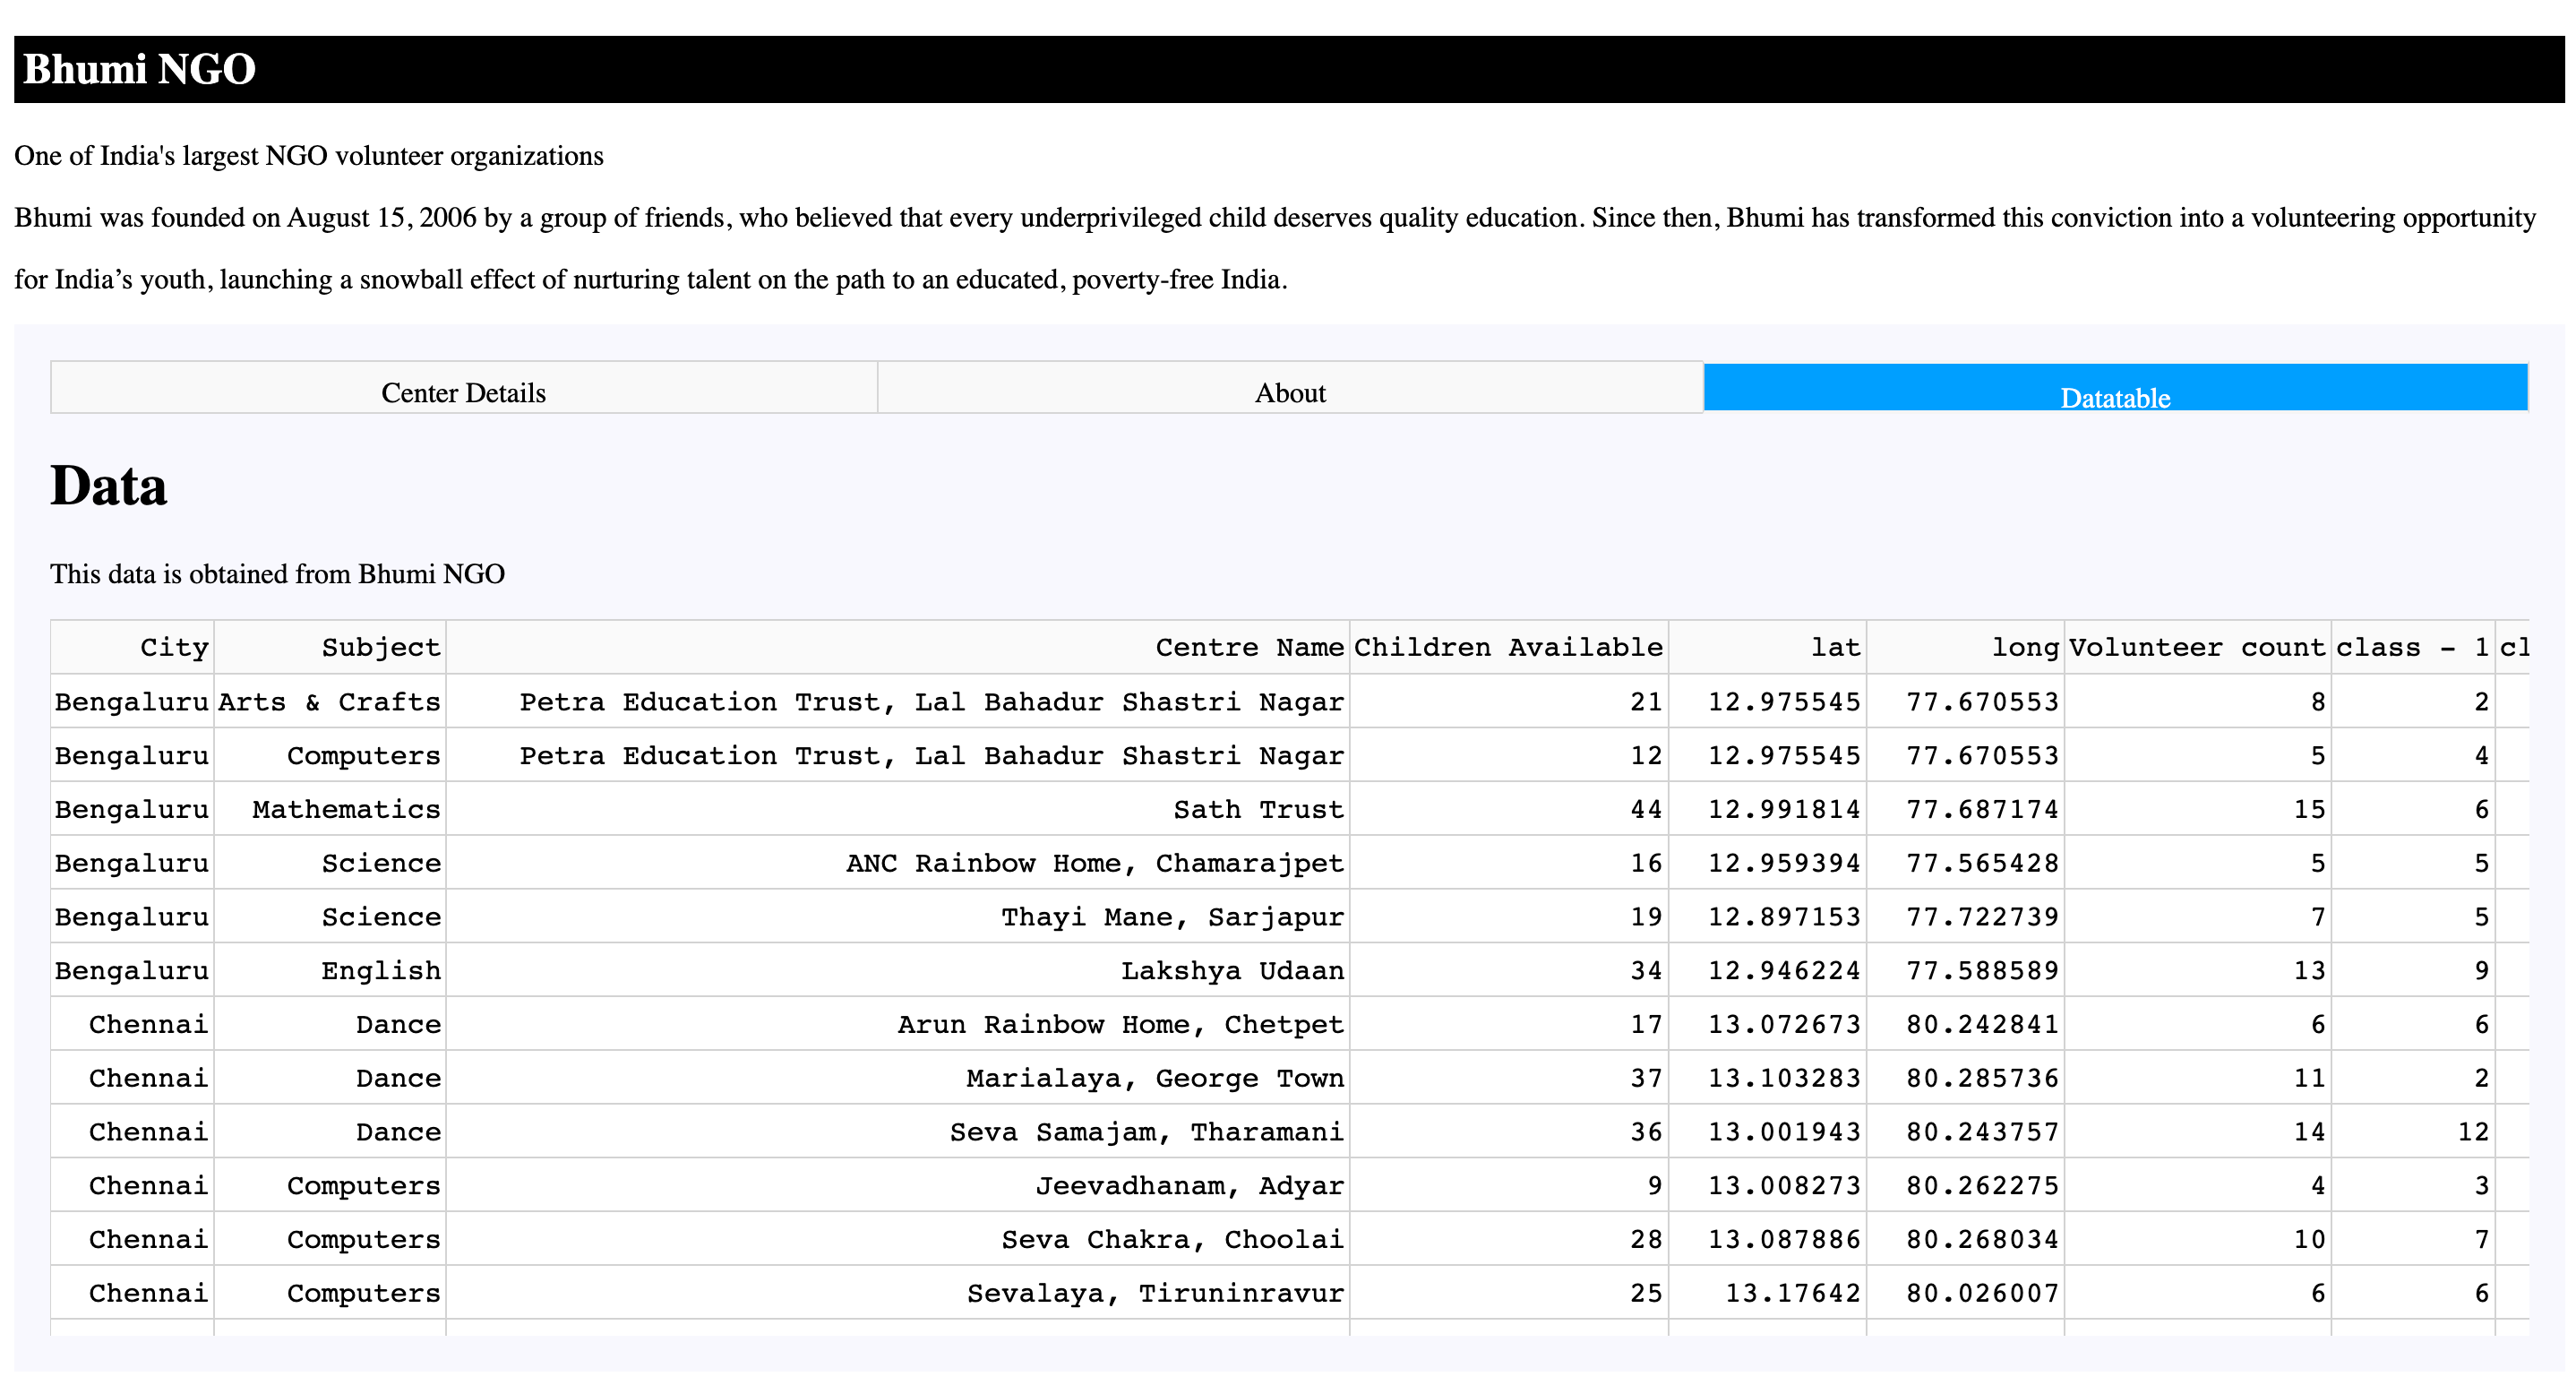 Bhumi NGO
One of India's largest NGO volunteer organizations
Bhumi was founded on August 15, 2006 by a group of friends, who believed that every underprivileged child deserves quality education. Since then, Bhumi has transformed this conviction into a volunteering opportunity
for India’s youth, launching a snowball effect of nurturing talent on the path to an educated, poverty-free India.
Center Details About Datatable
Data
This data is obtained from Bhumi NGO
City Subject Centre Name Children Available lat long Volunteer count class - 1 cl
Bengaluru Arts & Crafts Petra Education Trust, Lal Bahadur Shastri Nagar 21 12.975545 77.670553 8 2
Bengaluru Computers Petra Education Trust, Lal Bahadur Shastri Nagar 12 12.975545 77.670553 5 4
Bengaluru Mathematics Sath Trust 44 12.991814 77.687174 15 6
Bengaluru Science ANC Rainbow Home, Chamarajpet 16 12.959394 77.565428 5 5
Bengaluru Science Thayi Mane, Sarjapur 19 12.897153 77.722739 7 5
Bengaluru English Lakshya Udaan 34 12.946224 77.588589 13 9
Chennai Dance Arun Rainbow Home, Chetpet 17 13.072673 80.242841 6 6
Chennai Dance Marialaya, George Town 37 13.103283 80.285736 11 2
Chennai Dance Seva Samajam, Tharamani 36 13.001943 80.243757 14 12
Chennai Computers Jeevadhanam, Adyar 9 13.008273 80.262275 4 3
Chennai Computers Seva Chakra, Choolai 28 13.087886 80.268034 10 7
Chennai Computers Sevalaya, Tiruninravur 25 13.17642 80.026007 6 6